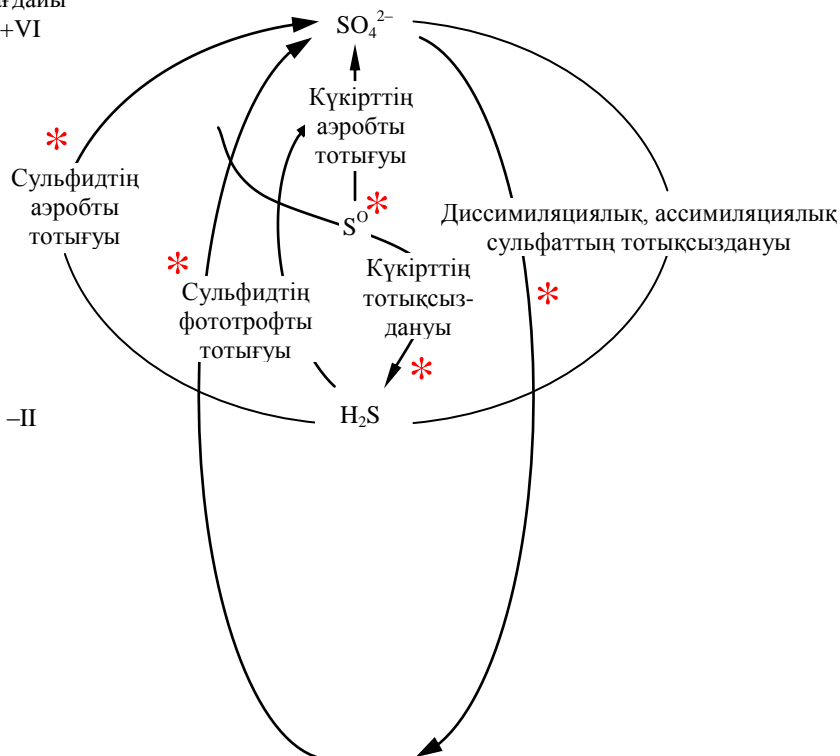 +VI
SO₄²⁻
Күкірттің
аэробты
тотығуы
*
Сульфидтің
аэробты
тотығуы
S⁰*
Диссимиляциялық, ассимиляциялық
сульфаттың тотықсыздануы
*
Сульфидтің
фототрофты
тотығуы
Күкірттің
тотықсыз-
дануы
*
*
–II
H₂S